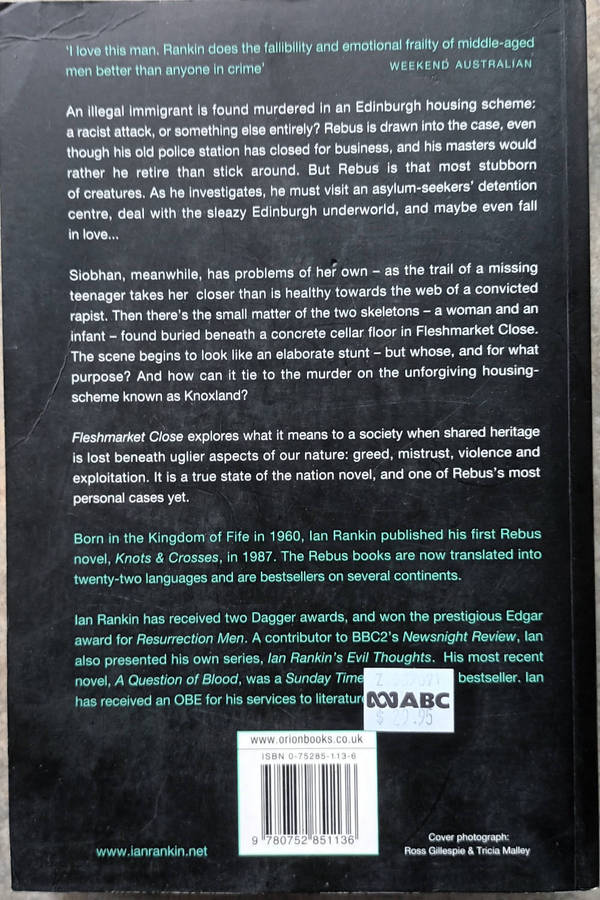 ‘I love this man. Rankin does the fallibility and emotional frailty of middle-aged
men better than anyone in crime’ WEEKEND AUSTRALIAN
An illegal immigrant is found murdered in an Edinburgh housing scheme:
a racist attack, or something else entirely? Rebus is drawn into the case, even
though his old police station has closed for business, and his masters would
rather he retire than stick around. But Rebus is that most stubborn
of creatures. As he investigates, he must visit an asylum-seekers’ detention
centre, deal with the sleazy Edinburgh underworld, and maybe even fall
in love...
Siobhan, meanwhile, has problems of her own – as the trail of a missing
teenager takes her closer than is healthy towards the web of a convicted
rapist. Then there’s the small matter of the two skeletons – a woman and an
infant – found buried beneath a concrete cellar floor in Fleshmarket Close.
The scene begins to look like an elaborate stunt – but whose, and for what
purpose? And how can it tie to the murder on the unforgiving housing-
scheme known as Knoxland?
Fleshmarket Close explores what it means to a society when shared heritage
is lost beneath uglier aspects of our nature: greed, mistrust, violence and
exploitation. It is a true state of the nation novel, and one of Rebus’s most
personal cases yet.
Born in the Kingdom of Fife in 1960, Ian Rankin published his first Rebus
novel, Knots & Crosses, in 1987. The Rebus books are now translated into
twenty-two languages and are bestsellers on several continents.
Ian Rankin has received two Dagger awards, and won the prestigious Edgar
award for Resurrection Men. A contributor to BBC2’s Newsnight Review, Ian
also presented his own series, Ian Rankin’s Evil Thoughts. His most recent
novel, A Question of Blood, was a Sunday Time bestseller. Ian
has received an OBE for his services to literature
ABC
www.orionbooks.co.uk
ISBN 0-75285-113-6
9 780752 851136
www.ianrankin.net
Cover photograph:
Ross Gillespie & Tricia Malley